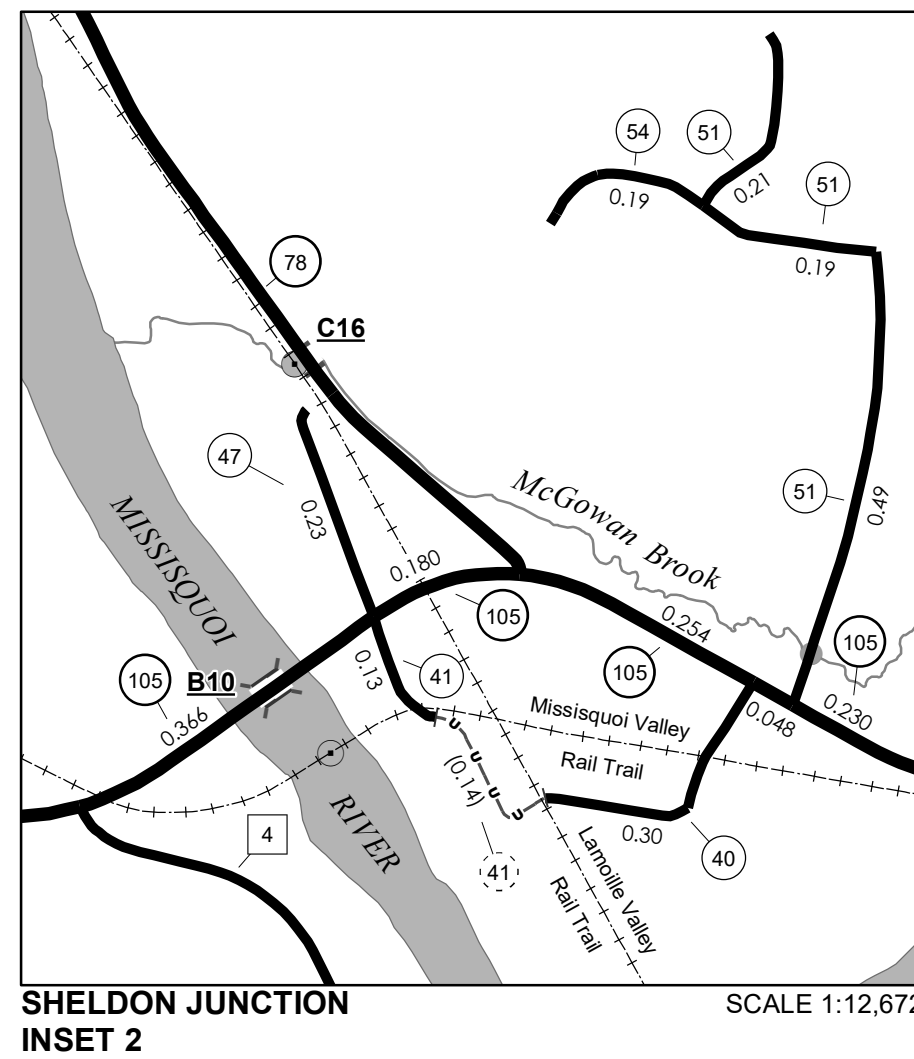 54
51
0.21
0.19
51
0.19
78
C16
47
0.23
McGowan Brook
51
0.49
MISSISQUOI
0.180
105
0.254
105
105
0.230
0.048
105
B10
0.366
0.13
41
Missisquoi Valley
Rail Trail
(0.14)
U
U
U
U
41
0.30
40
4
RIVER
Lamoille Valley
Rail Trail
SHELDON JUNCTION
INSET 2
SCALE 1:12,672